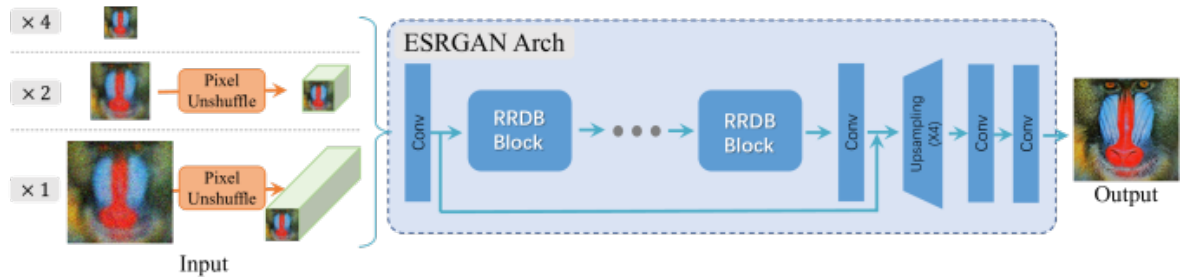 × 4
ESRGAN Arch
× 2
Pixel
Unshuffle
× 1
Pixel
Unshuffle
Input
Conv
RRDB
Block
RRDB
Block
Conv
Upsampling
(X4)
Conv
Conv
Output